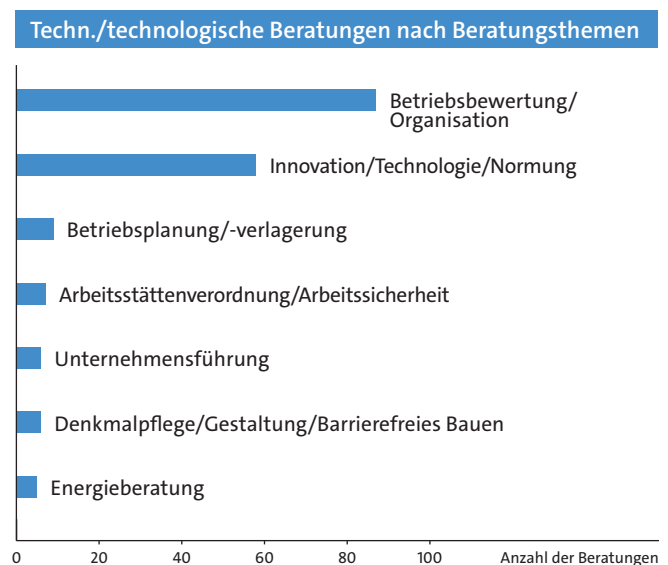 Techn./technologische Beratungen nach Beratungsthemen
Betriebsbewertung/
Organisation
Innovation/Technologie/Normung
Betriebsplanung/-verlagerung
Arbeitsstättenverordnung/Arbeitssicherheit
Unternehmensführung
Denkmalpflege/Gestaltung/Barrierefreies Bauen
Energieberatung
0 20 40 60 80 100 Anzahl der Beratungen